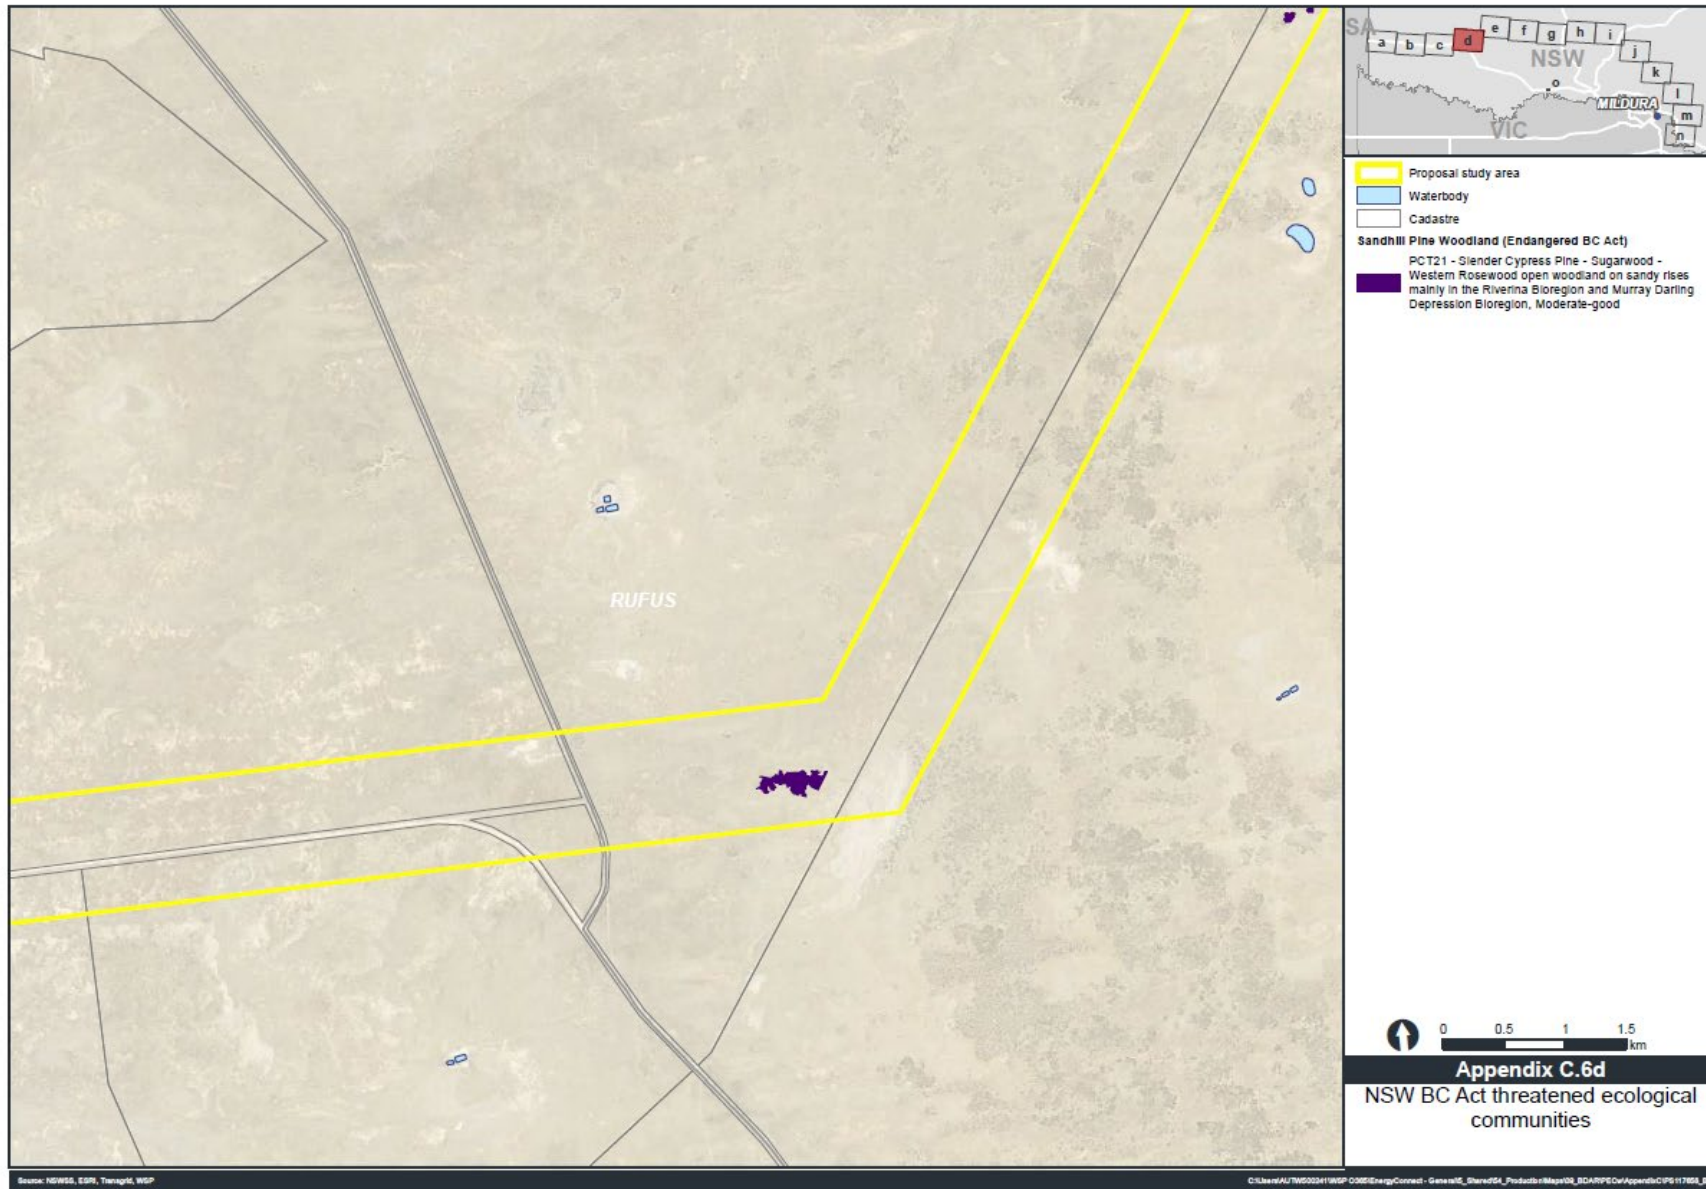 SA
a
b
c
d
e
f
g
h
i
j
k
l
m
n
o
NSW
MILDURA
VIC
Proposal study area
Waterbody
Cadastre
Sandhill Pine Woodland (Endangered BC Act)
PCT21 - Slender Cypress Pine - Sugarwood -
Western Rosewood open woodland on sandy rises
mainly in the Riverina Bioregion and Murray Darling
Depression Bioregion, Moderate-good
RUFUS
0 0.5 1 1.5
km
Appendix C.6d
NSW BC Act threatened ecological
communities
Source: NSWSS, ESRI, Transgrid, WSP